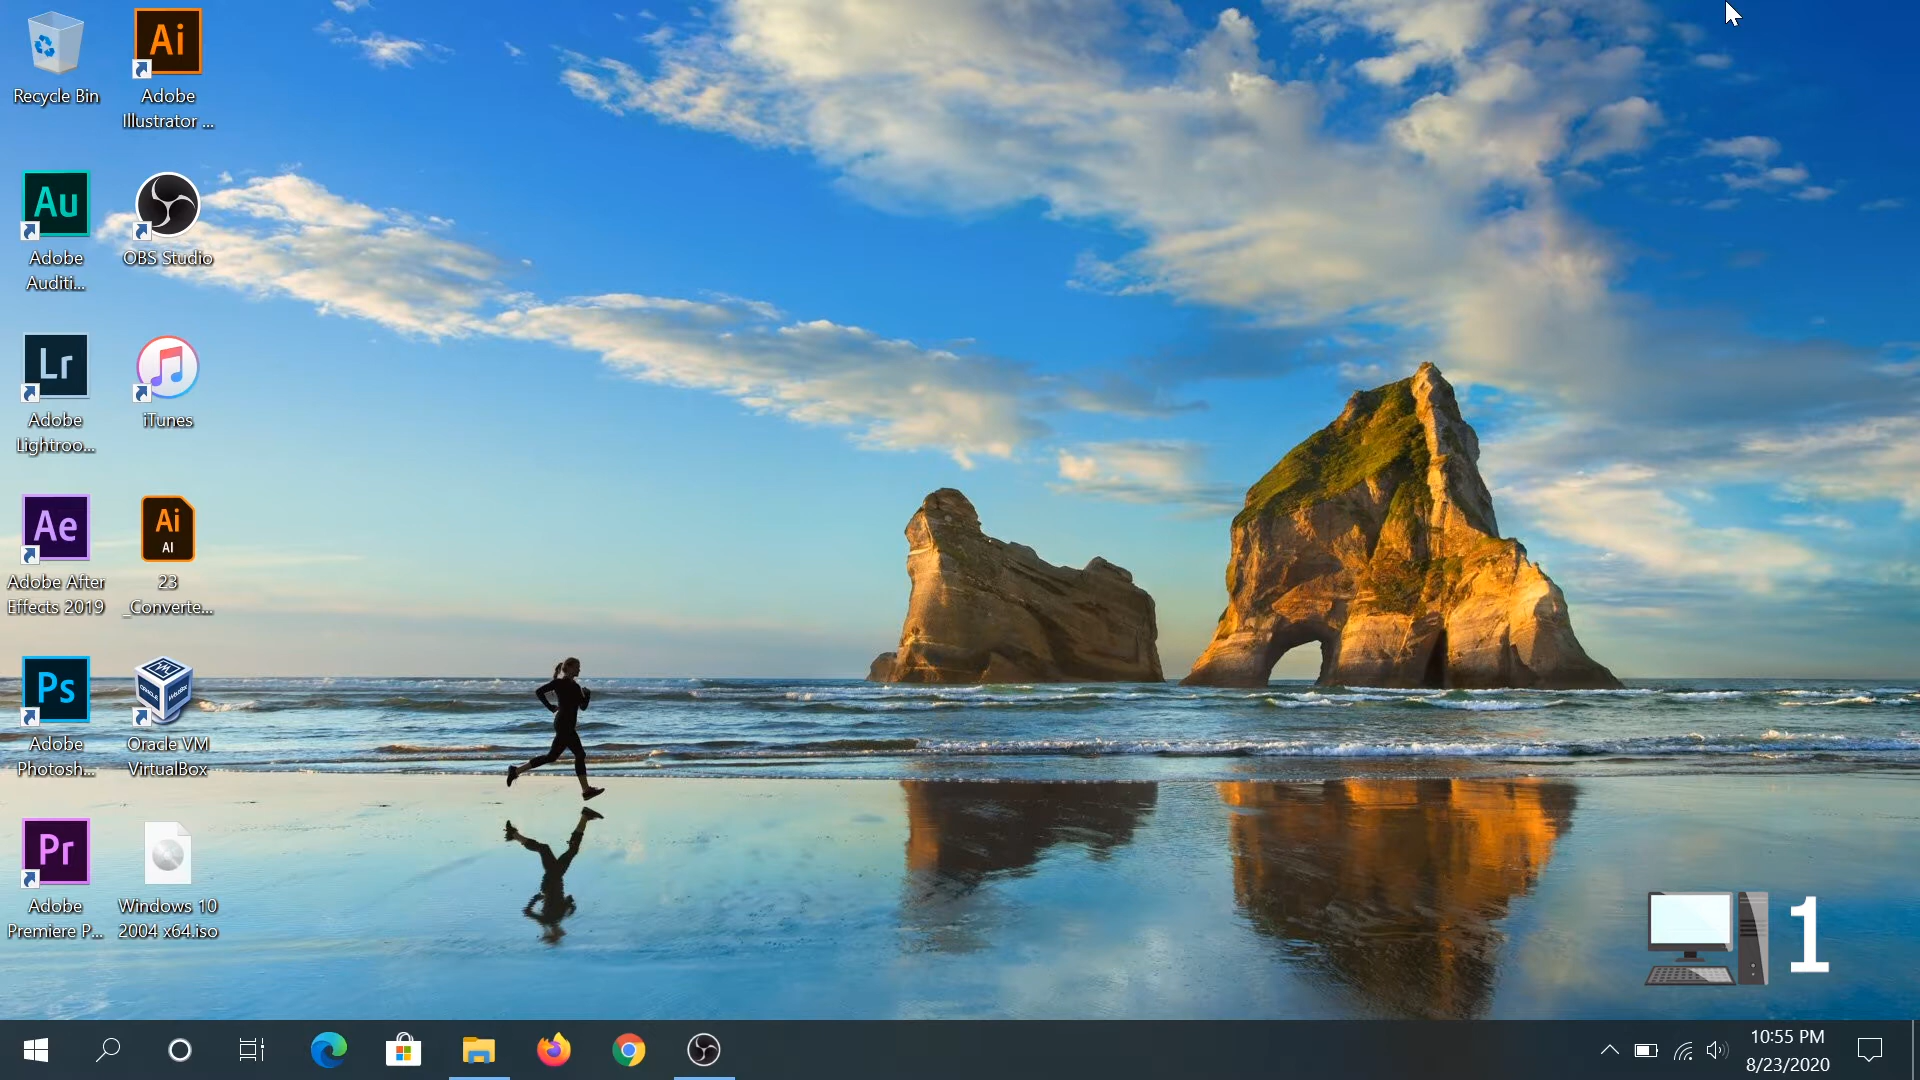 Recycle Bin
Ai
Adobe
Illustrator ...
Au
Adobe
Auditi...
OBS Studio
Lr
Adobe
Lightroo...
iTunes
Ae
Adobe After
Effects 2019
Ai
AI
23
_Converte...
Ps
Adobe
Photosh...
Oracle VM
VirtualBox
Pr
Adobe
Premiere P...
Windows 10
2004 x64.iso
1
10:55 PM
8/23/2020